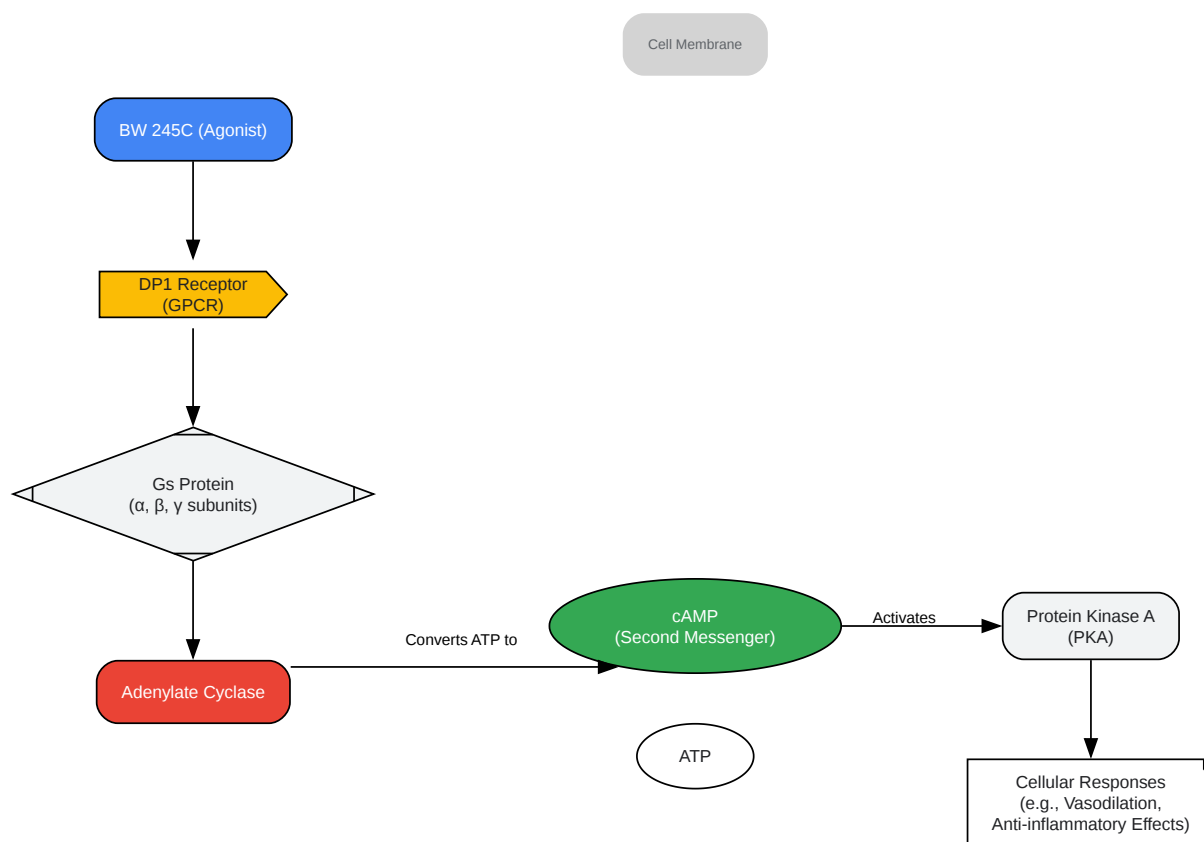 Cell Membrane
BW 245C (Agonist)
DP1 Receptor
(GPCR)
Gs Protein
(α, β, γ subunits)
Adenylate Cyclase
Converts ATP to
cAMP
(Second Messenger)
Activates
Protein Kinase A
(PKA)
ATP
Cellular Responses
(e.g., Vasodilation,
Anti-inflammatory Effects)